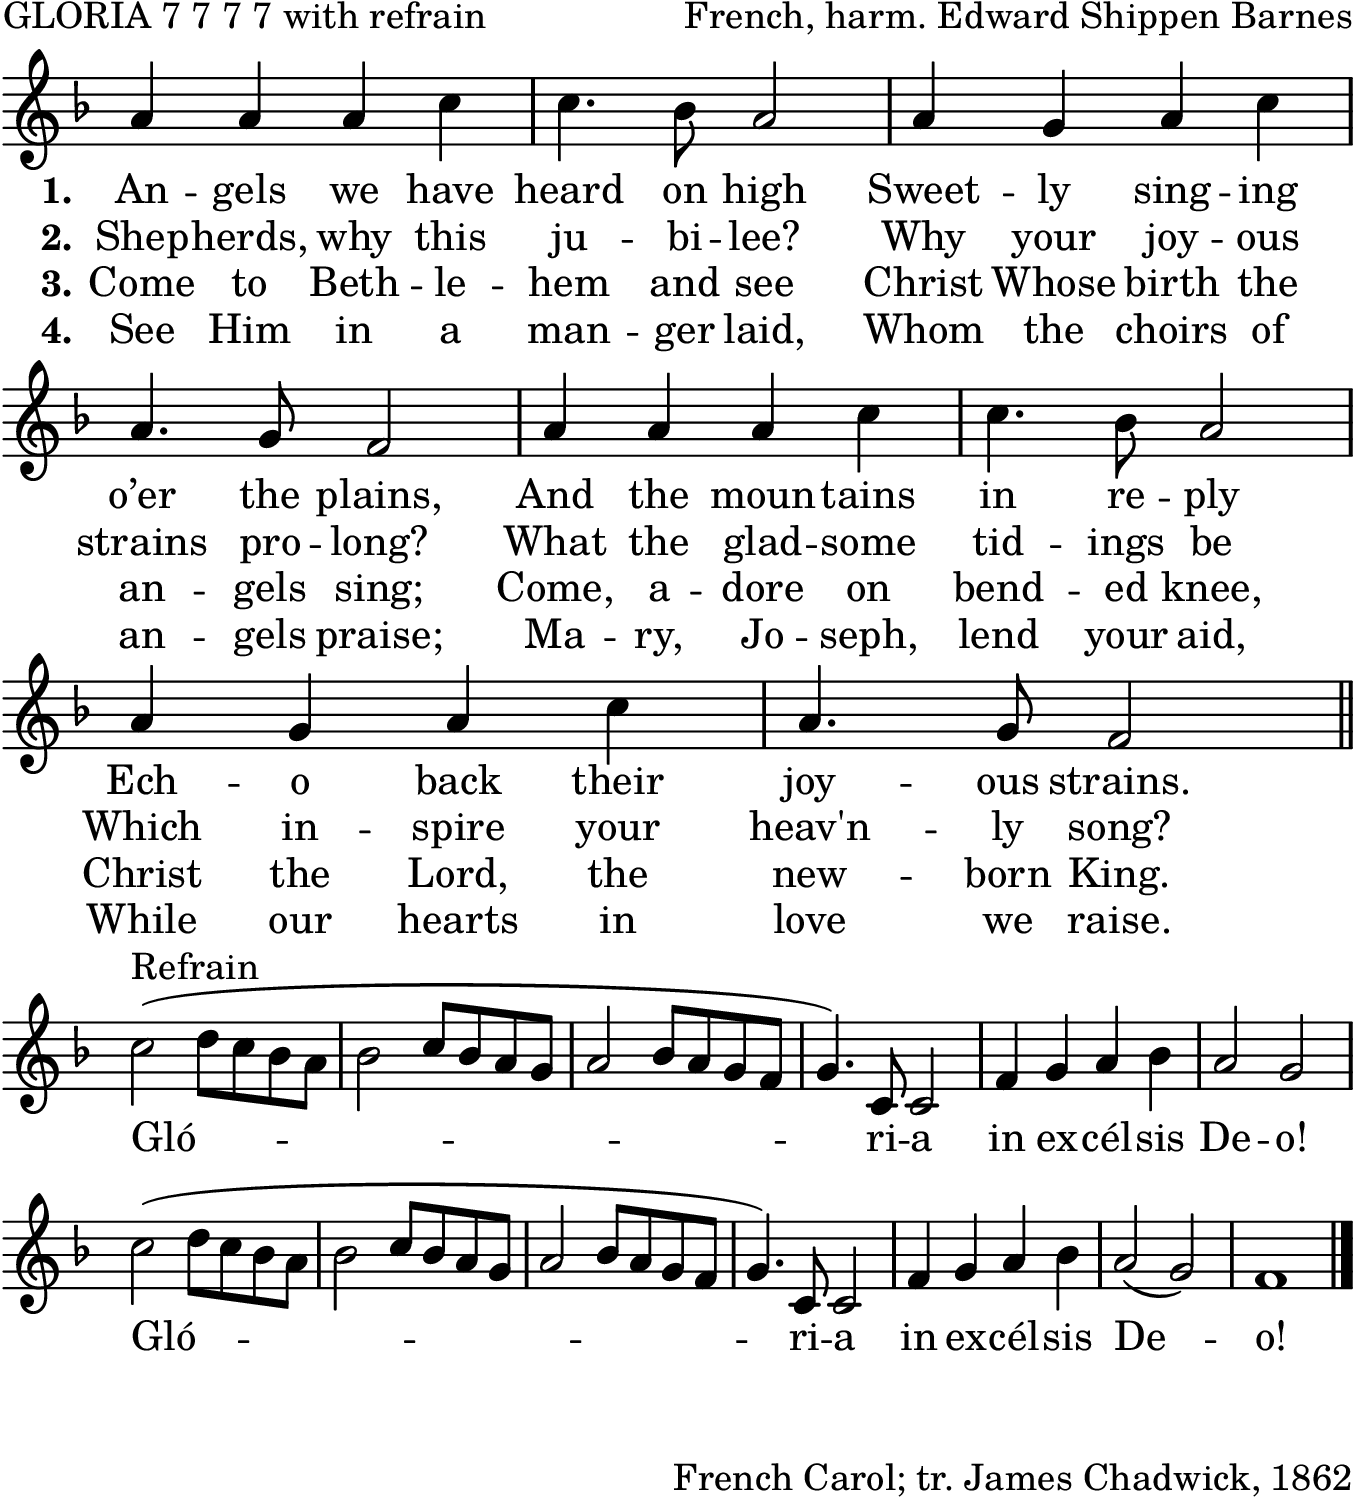 GLORIA 7 7 7 7 with refrain French, harm. Edward Shippen Barnes
1. An -- gels we have heard on high Sweet -- ly sing -- ing
2. Shepherds, why this ju -- bi -- lee? Why your joy -- ous
3. Come to Beth -- le -- hem and see Christ Whose birth the
4. See Him in a man -- ger laid, Whom the choirs of
o’er the plains, And the mountains in re -- ply
strains pro -- long? What the glad -- some tid -- ings be
an -- gels sing; Come, a -- dore on bend -- ed knee,
an -- gels praise; Ma -- ry, Jo -- seph, lend your aid,
Ech -- o back their joy -- ous strains.
Which in -- spire your heav'n -- ly song?
Christ the Lord, the new -- born King.
While our hearts in love we raise.
Refrain
Gló -- -- -- -- -- ri -- a in excélsis De -- o!
Gló -- -- -- -- -- ri -- a in excélsis De -- o!
French Carol; tr. James Chadwick, 1862